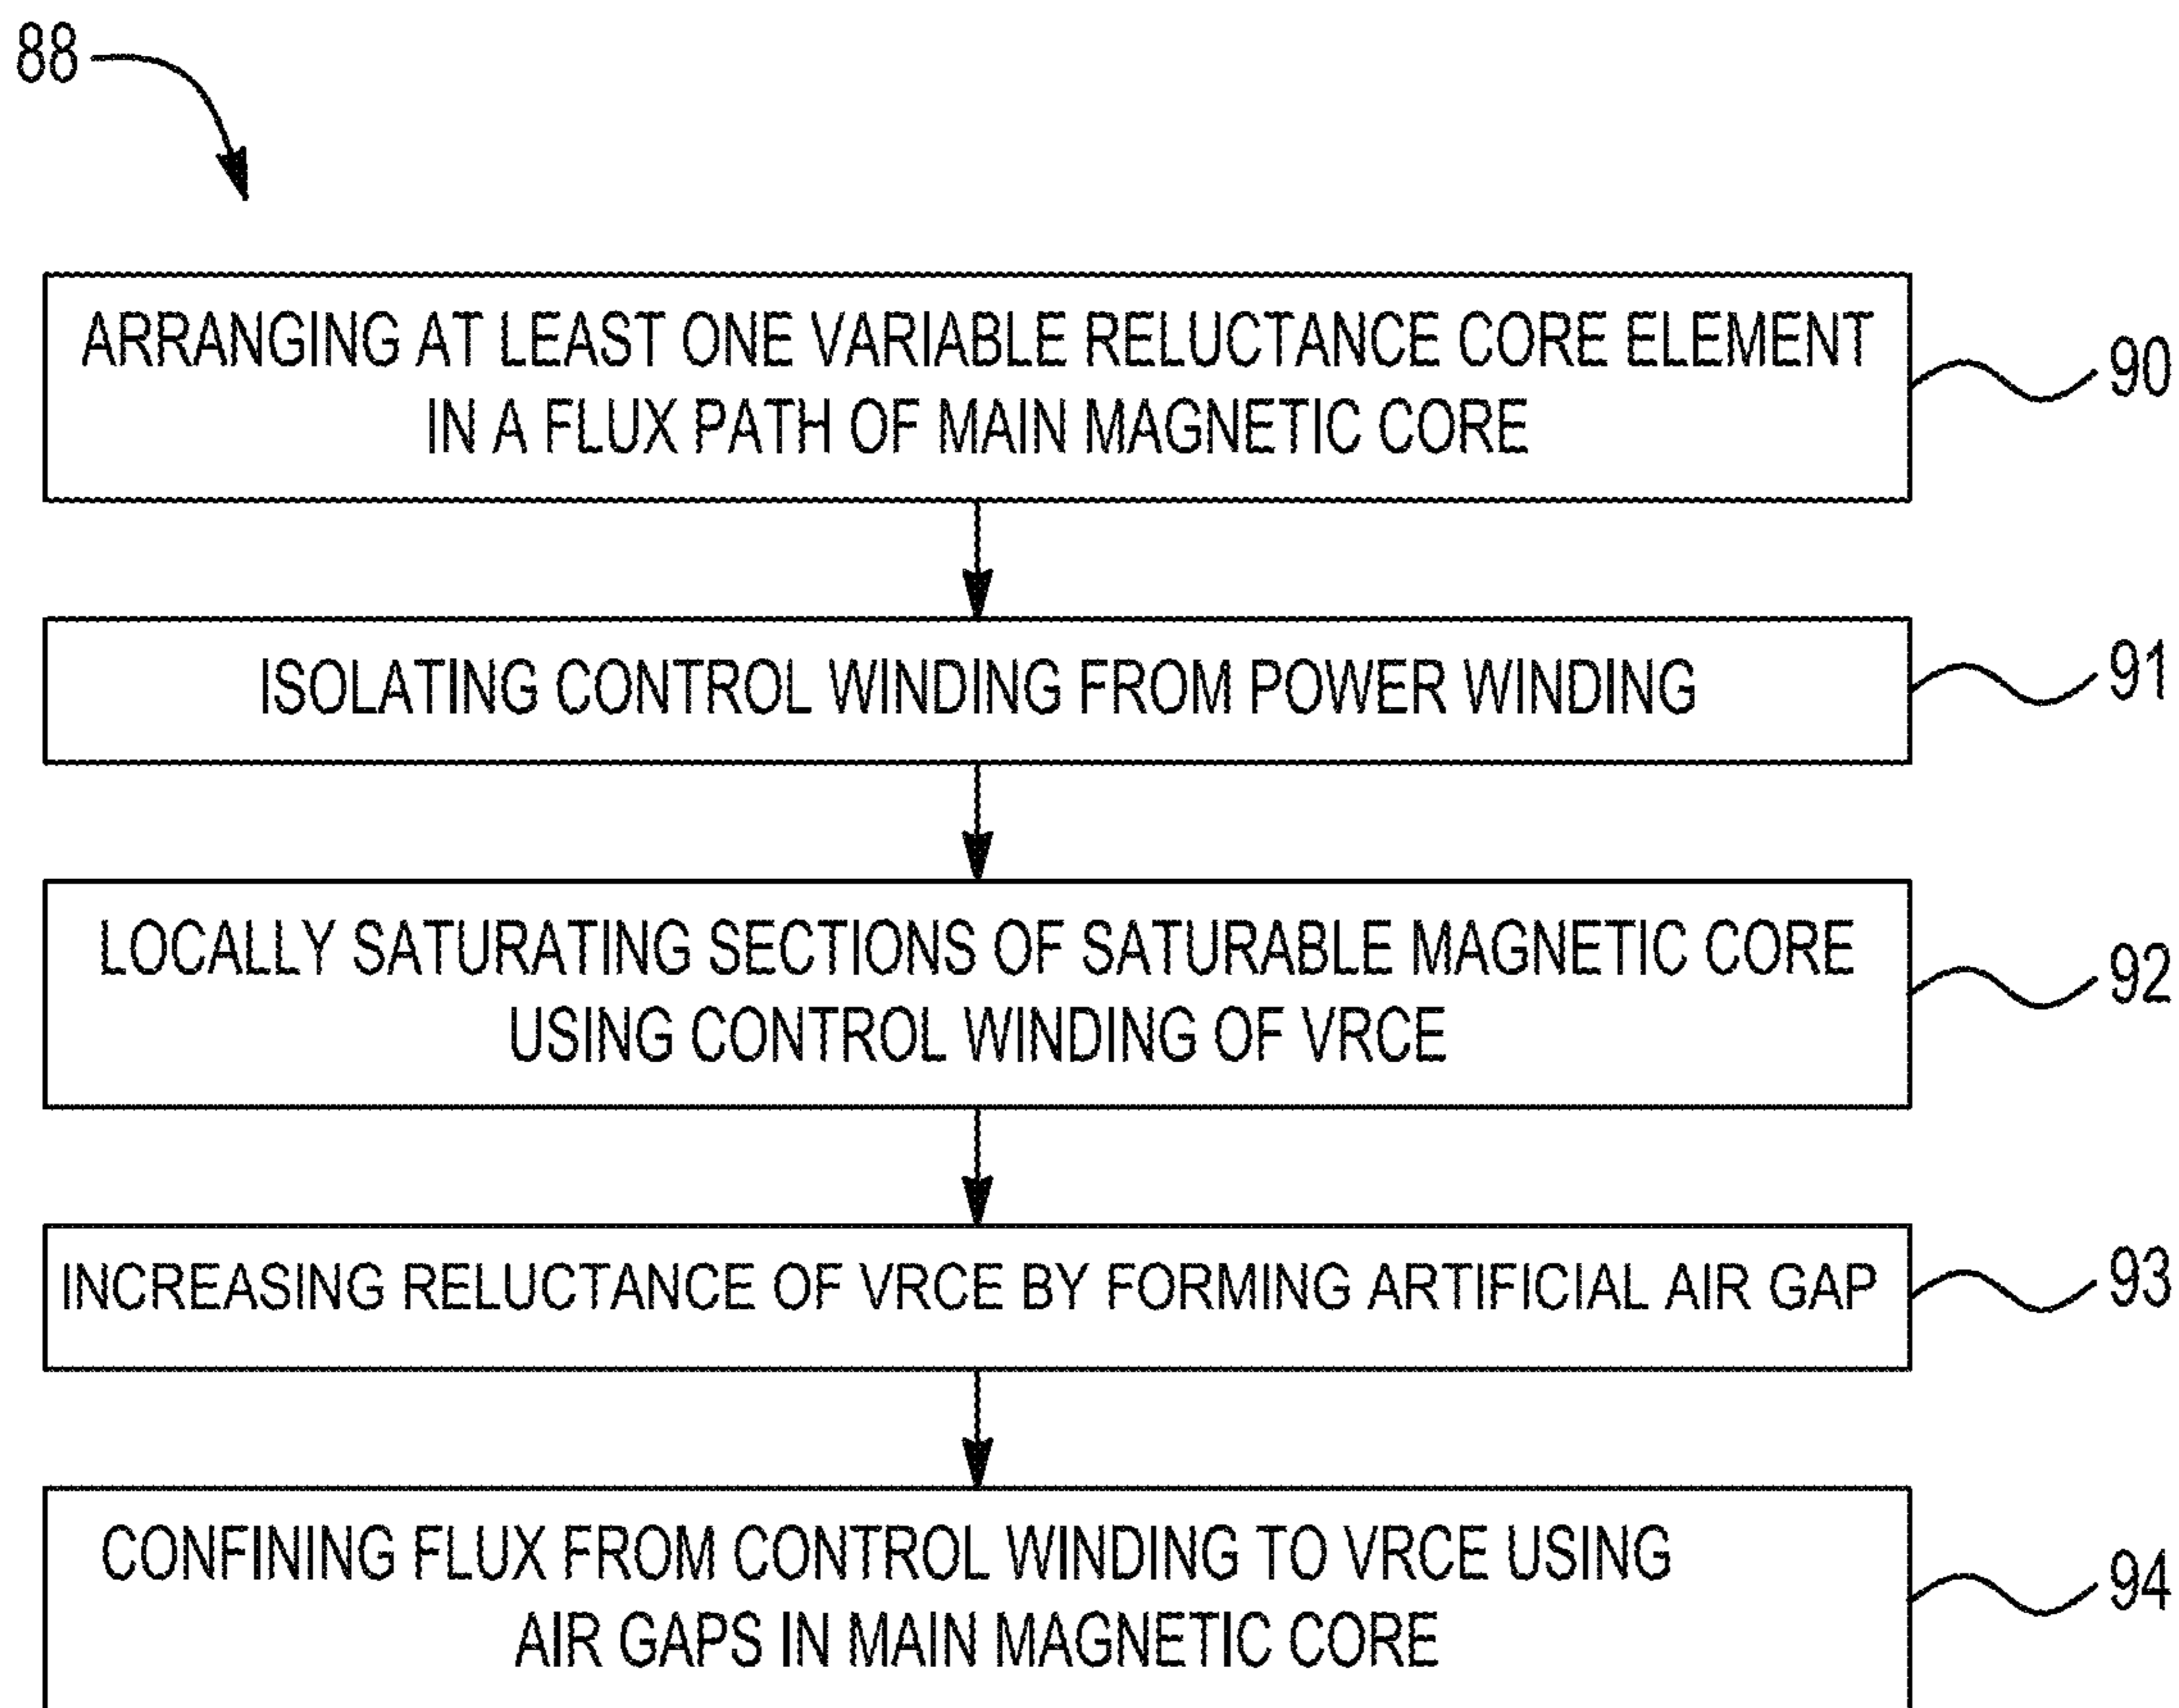 88
ARRANGING AT LEAST ONE VARIABLE RELUCTANCE CORE ELEMENT
IN A FLUX PATH OF MAIN MAGNETIC CORE
90
ISOLATING CONTROL WINDING FROM POWER WINDING
91
LOCALLY SATURATING SECTIONS OF SATURABLE MAGNETIC CORE
USING CONTROL WINDING OF VRCE
92
INCREASING RELUCTANCE OF VRCE BY FORMING ARTIFICIAL AIR GAP
93
CONFINING FLUX FROM CONTROL WINDING TO VRCE USING
AIR GAPS IN MAIN MAGNETIC CORE
94